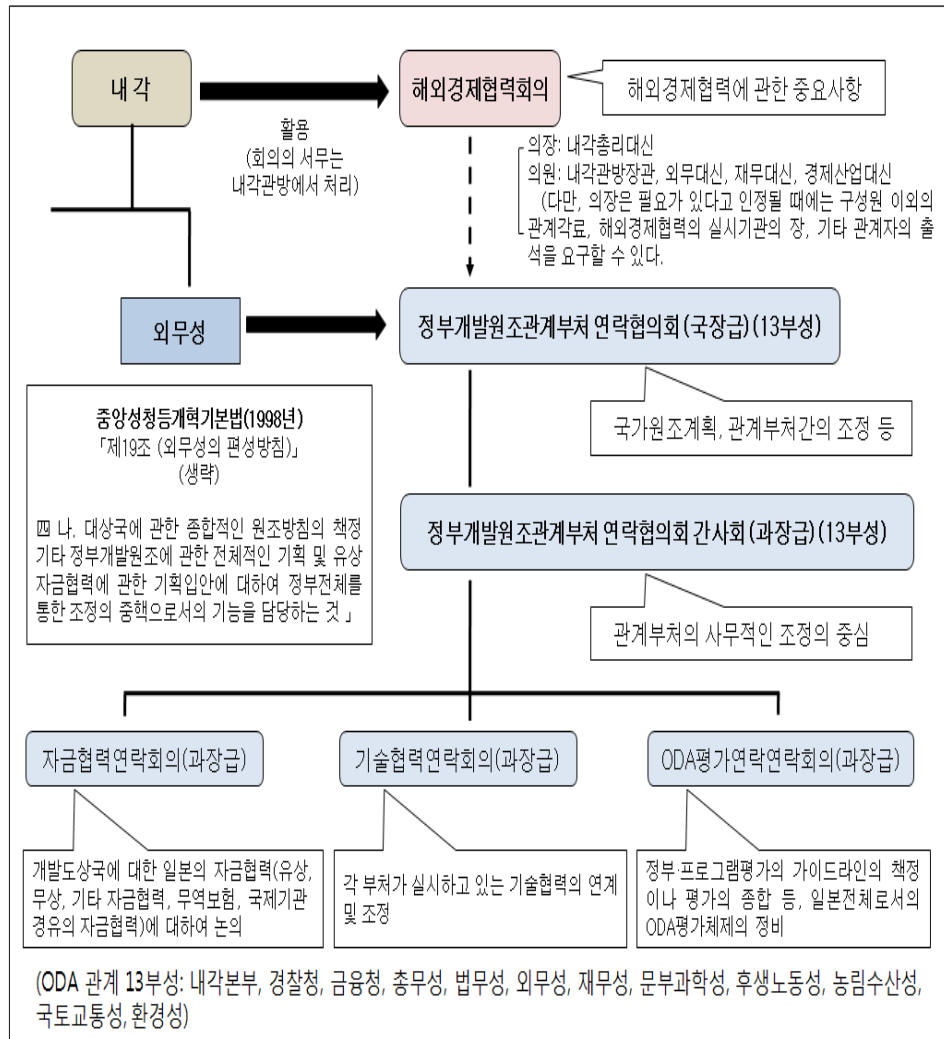 내 각
해외경제협력회의
해외경제협력에 관한 중요사항
활용
(회의의 서무는
내각관방에서 처리)
의장: 내각총리대신
의원: 내각관방장관, 외무대신, 재무대신, 경제산업대신
(다만, 의장은 필요가 있다고 인정될 때에는 구성원 이외의
관계각료, 해외경제협력의 실시기관의 장, 기타 관계자의 출
석을 요구할 수 있다.
외무성
정부개발원조관계부처 연락협의회 (국장급) (13부성)
국가원조계획, 관계부처간의 조정 등
중앙성청등개혁기본법(1998년)
「제19조 (외무성의 편성방침)」
(생략)
四 나. 대상국에 관한 종합적인 원조방침의 책정
기타 정부개발원조에 관한 전체적인 기획 및 유상
자금협력에 관한 기획입안에 대하여 정부전체를
통한 조정의 중핵으로서의 기능을 담당하는 것 」
정부개발원조관계부처 연락협의회 간사회 (과장급) (13부성)
관계부처의 사무적인 조정의 중심
자금협력연락회의(과장급)
기술협력연락회의(과장급)
ODA평가연락연락회의(과장급)
개발도상국에 대한 일본의 자금협력(유상,
무상, 기타 자금협력, 무역보험, 국제기관
경유의 자금협력)에 대하여 논의
각 부처가 실시하고 있는 기술협력의 연계
및 조정
정부·프로그램평가의 가이드라인의 책정
이나 평가의 종합 등, 일본전체로서의
ODA평가체제의 정비
(ODA 관계 13부성: 내각본부, 경찰청, 금융청, 총무성, 법무성, 외무성, 재무성, 문부과학성, 후생노동성, 농림수산성,
국토교통성, 환경성)